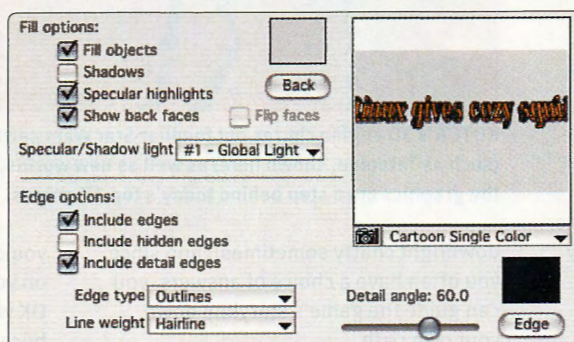 Fill options:
Fill objects
Shadows
Specular highlights
Show back faces
Flip faces
Back
Specular/Shadow light #1 - Global Light
gives cozy
Cartoon Single Color
Edge options:
Include edges
Include hidden edges
Include detail edges
Edge type Outlines
Line weight Hairline
Detail angle: 60.0
Edge